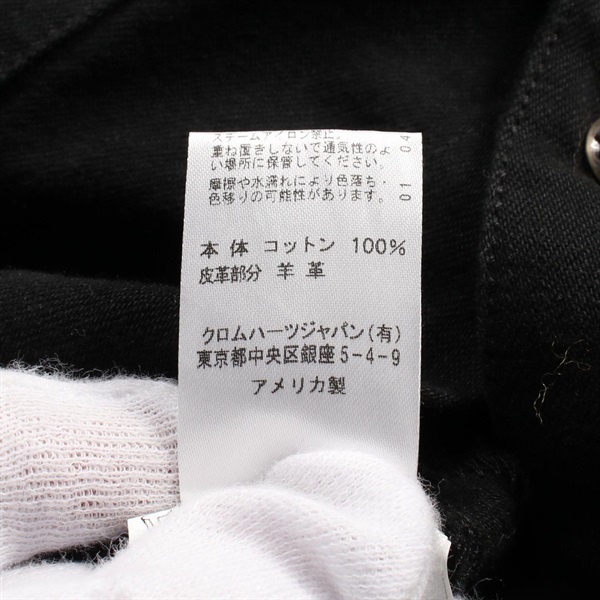 スチームアイロン禁止。
重ね置きしないで通気性のよ
い場所に保管してください。
摩擦や水濡れにより色落ち・
色移りの可能性があります。
01 04
本体 コットン 100%
皮革部分 羊革
クロムハーツジャパン(有)
東京都中央区銀座5-4-9
アメリカ製